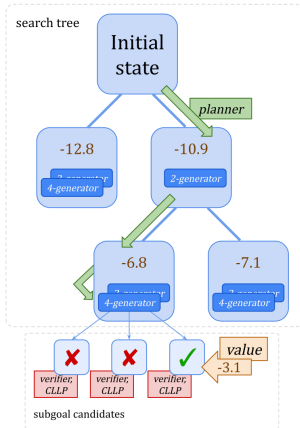 search tree
Initial
state
planner
-12.8
-10.9
4-generator
2-generator
-6.8
-7.1
4-generator
4-generator
value
-3.1
verifier,
CLLP
verifier,
CLLP
verifier,
CLLP
subgoal candidates